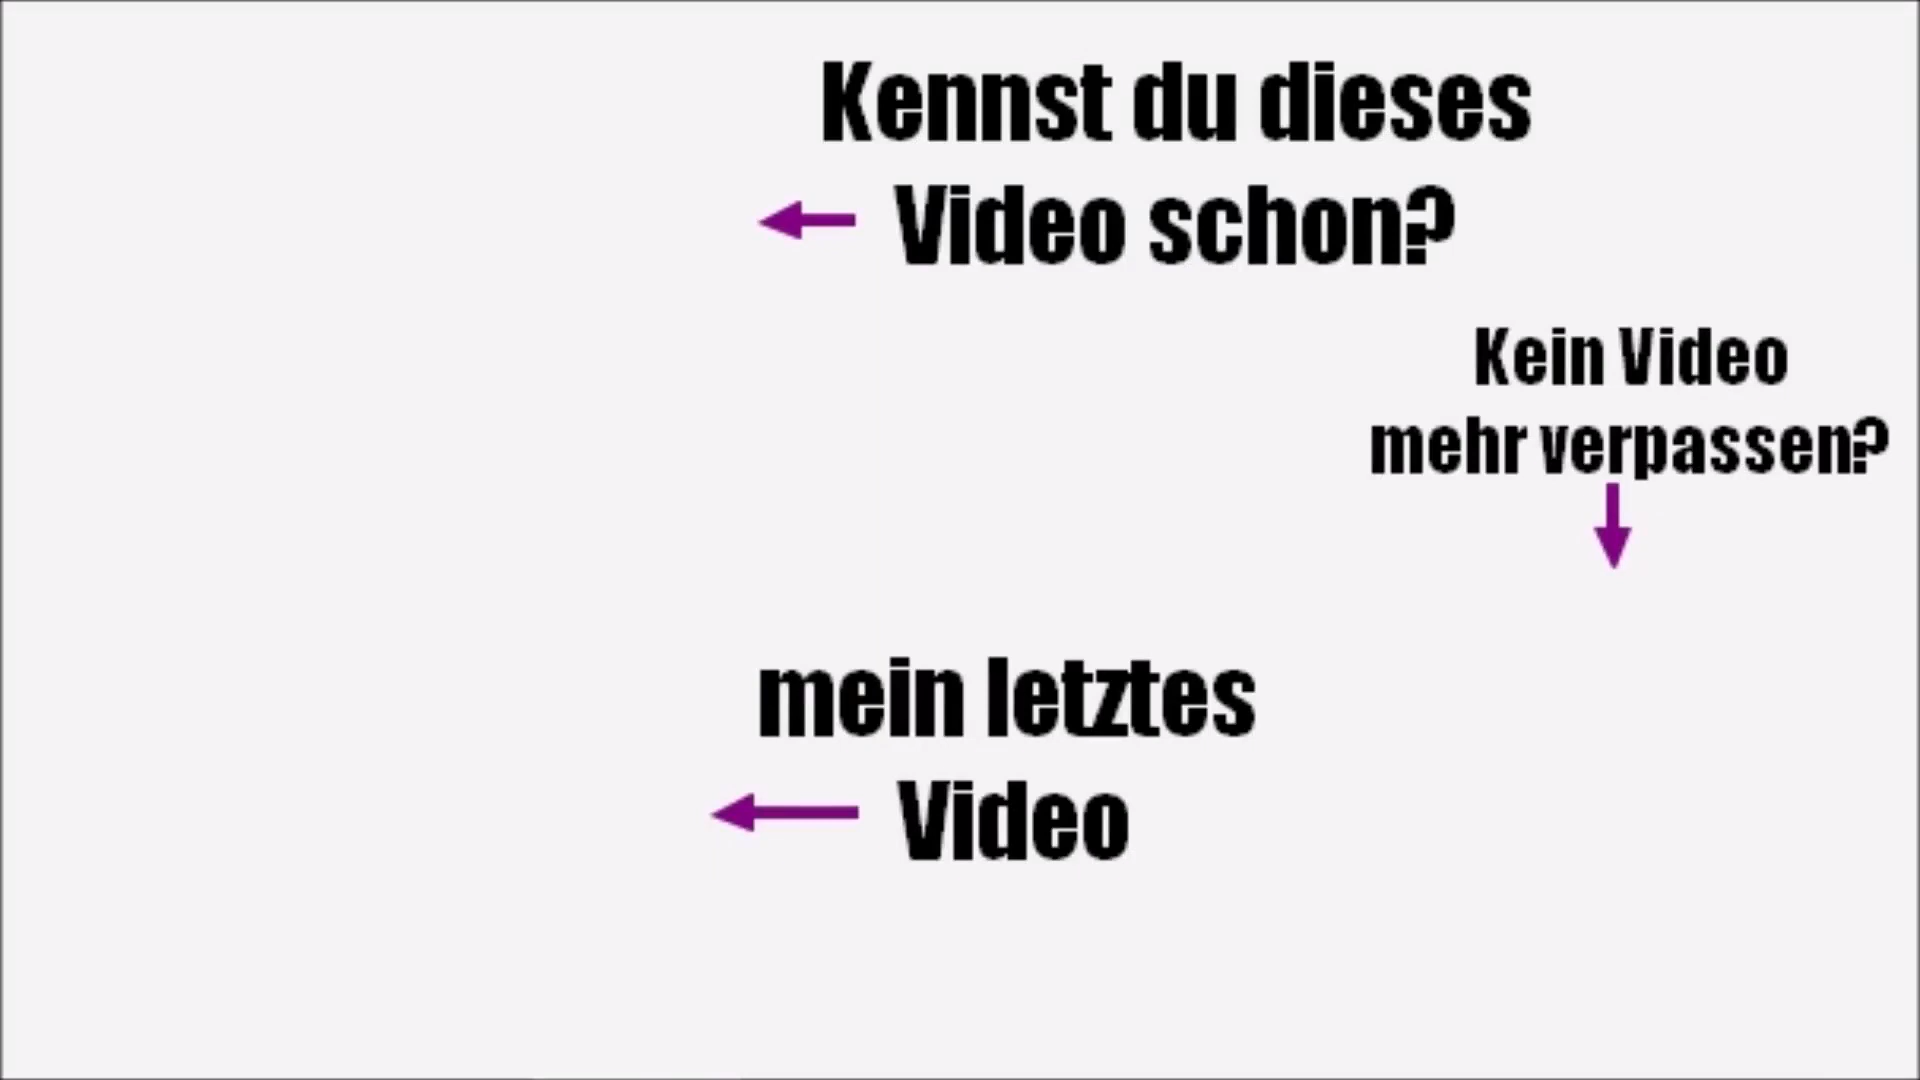 Kennst du dieses
Video schon?
Kein Video
mehr verpassen?
mein letztes
Video